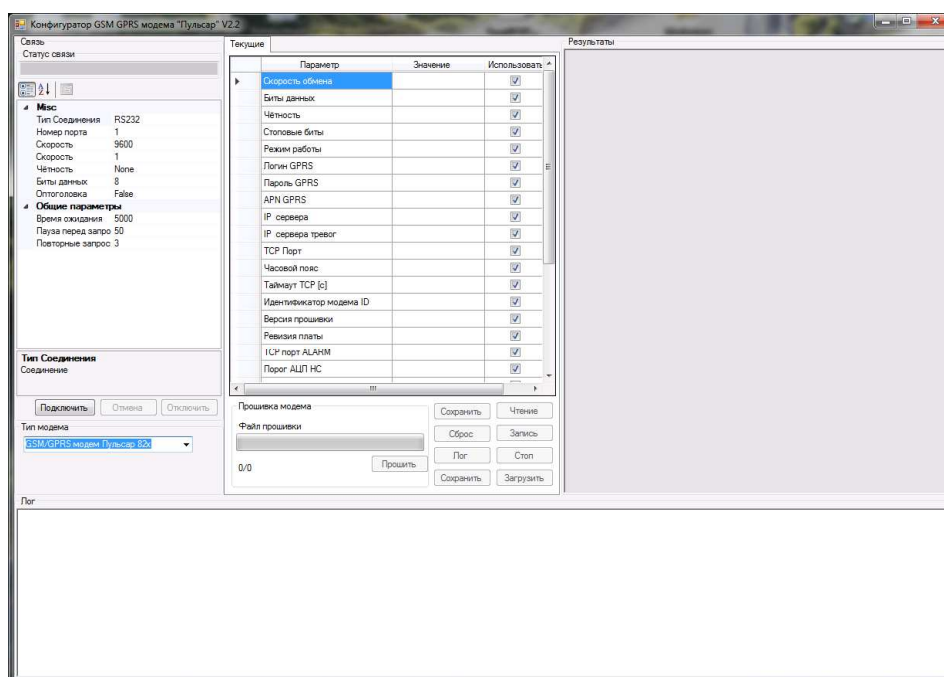 Конфигуратор GSM GPRS модема "Пульсар" V2.2
Связь
Статус связи
Misc
Тип Соединения RS232
Номер порта 1
Скорость 9600
Скорость 1
Чётность None
Биты данных 8
Оптоголовка False
Общие параметры
Время ожидания 5000
Пауза перед запро 50
Повторные запрос 3
Тип Соединения
Соединение
Подключить Отмена Отключить
Тип модема
GSM/GPRS модем Пульсар 82x
Текущие
Параметр Значение Использовать
Скорость обмена
Биты данных
Чётность
Стоповые биты
Режим работы
Логин GPRS
Пароль GPRS
APN GPRS
IP сервера
IP сервера тревог
TCP Порт
Часовой пояс
Таймаут TCP [с]
Идентификатор модема ID
Версия прошивки
Ревизия платы
TCP порт ALARM
Порог АЦП НС
Прошивка модема
Файл прошивки
0/0
Прошить
Сохранить Чтение
Сброс Запись
Лог Стоп
Сохранить Загрузить
Результаты
Лог